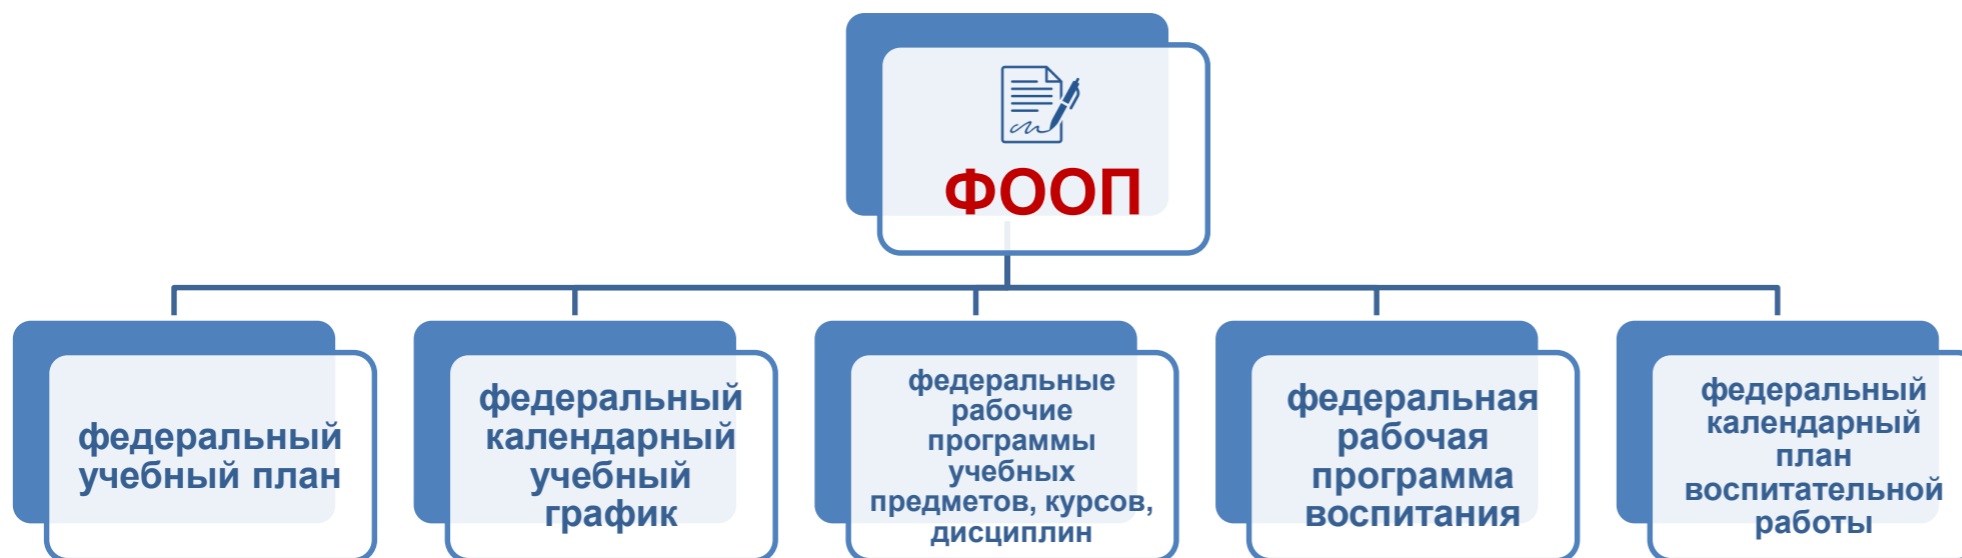 ФООП
федеральный
учебный план
федеральный
календарный
учебный
график
федеральные
рабочие
программы
учебных
предметов, курсов,
дисциплин
федеральная
рабочая
программа
воспитания
федеральный
календарный
план
воспитательной
работы